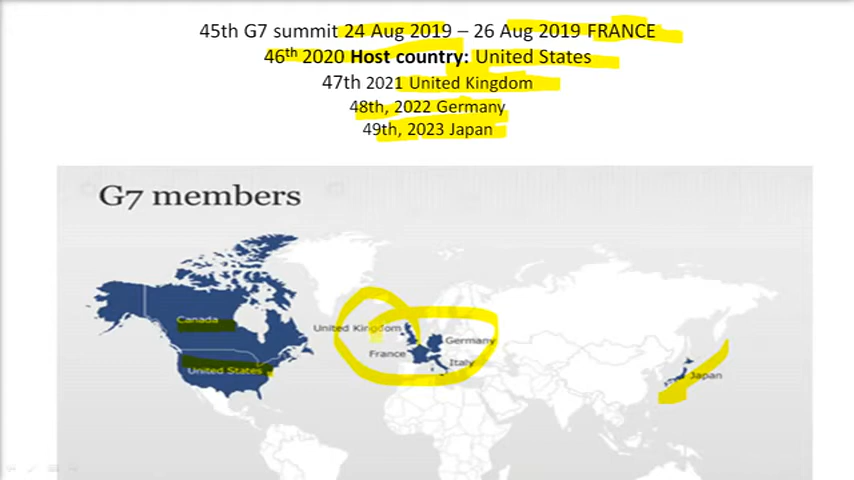 45th G7 summit 24 Aug 2019 – 26 Aug 2019 FRANCE
46th 2020 Host country: United States
47th 2021 United Kingdom
48th, 2022 Germany
49th, 2023 Japan
G7 members
Canada
United Kingdom
Germany
France
Italy
United States
Japan